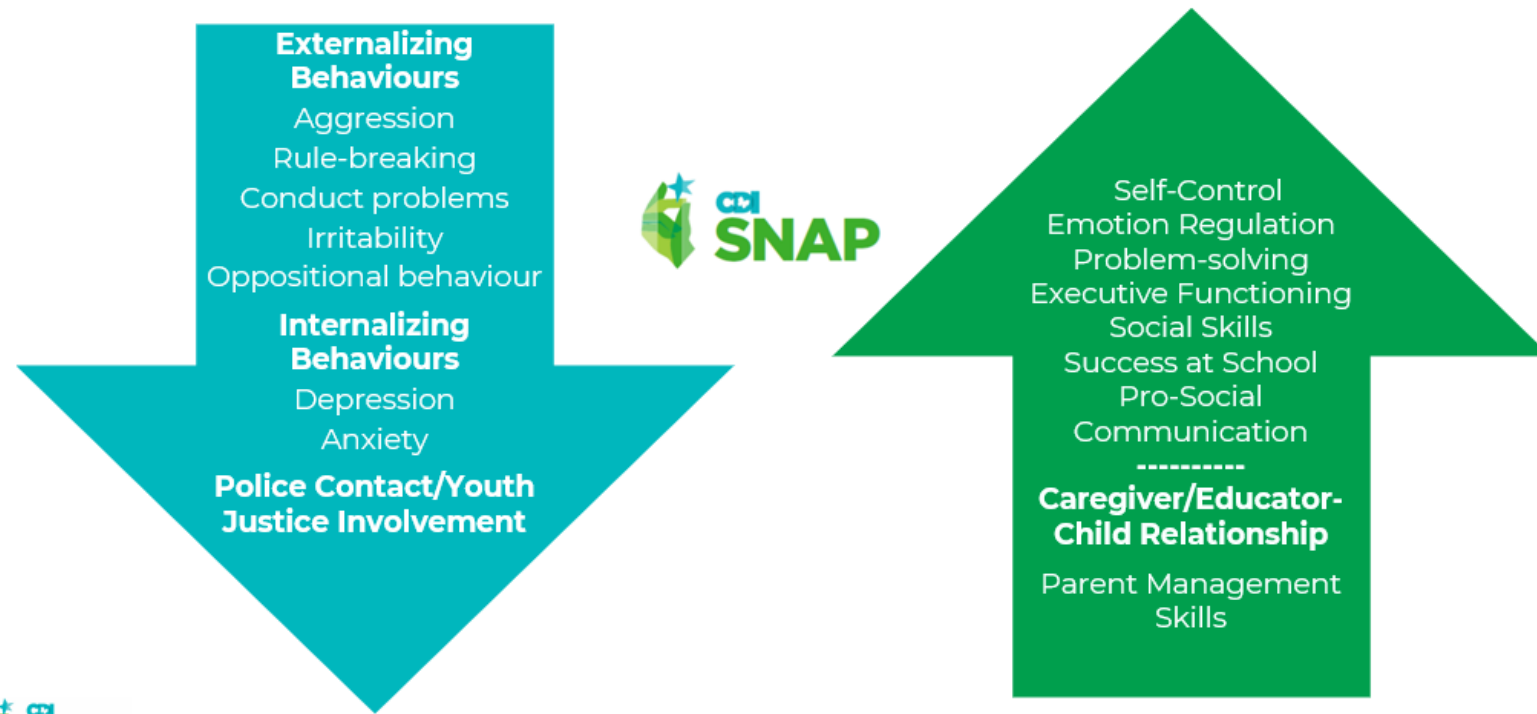 Externalizing
Behaviours
Aggression
Rule-breaking
Conduct problems
Irritability
Oppositional behaviour
Internalizing
Behaviours
Depression
Anxiety
Police Contact/Youth
Justice Involvement
CDI
SNAP
Self-Control
Emotion Regulation
Problem-solving
Executive Functioning
Social Skills
Success at School
Pro-Social
Communication
----------
Caregiver/Educator-
Child Relationship
Parent Management
Skills
CDI